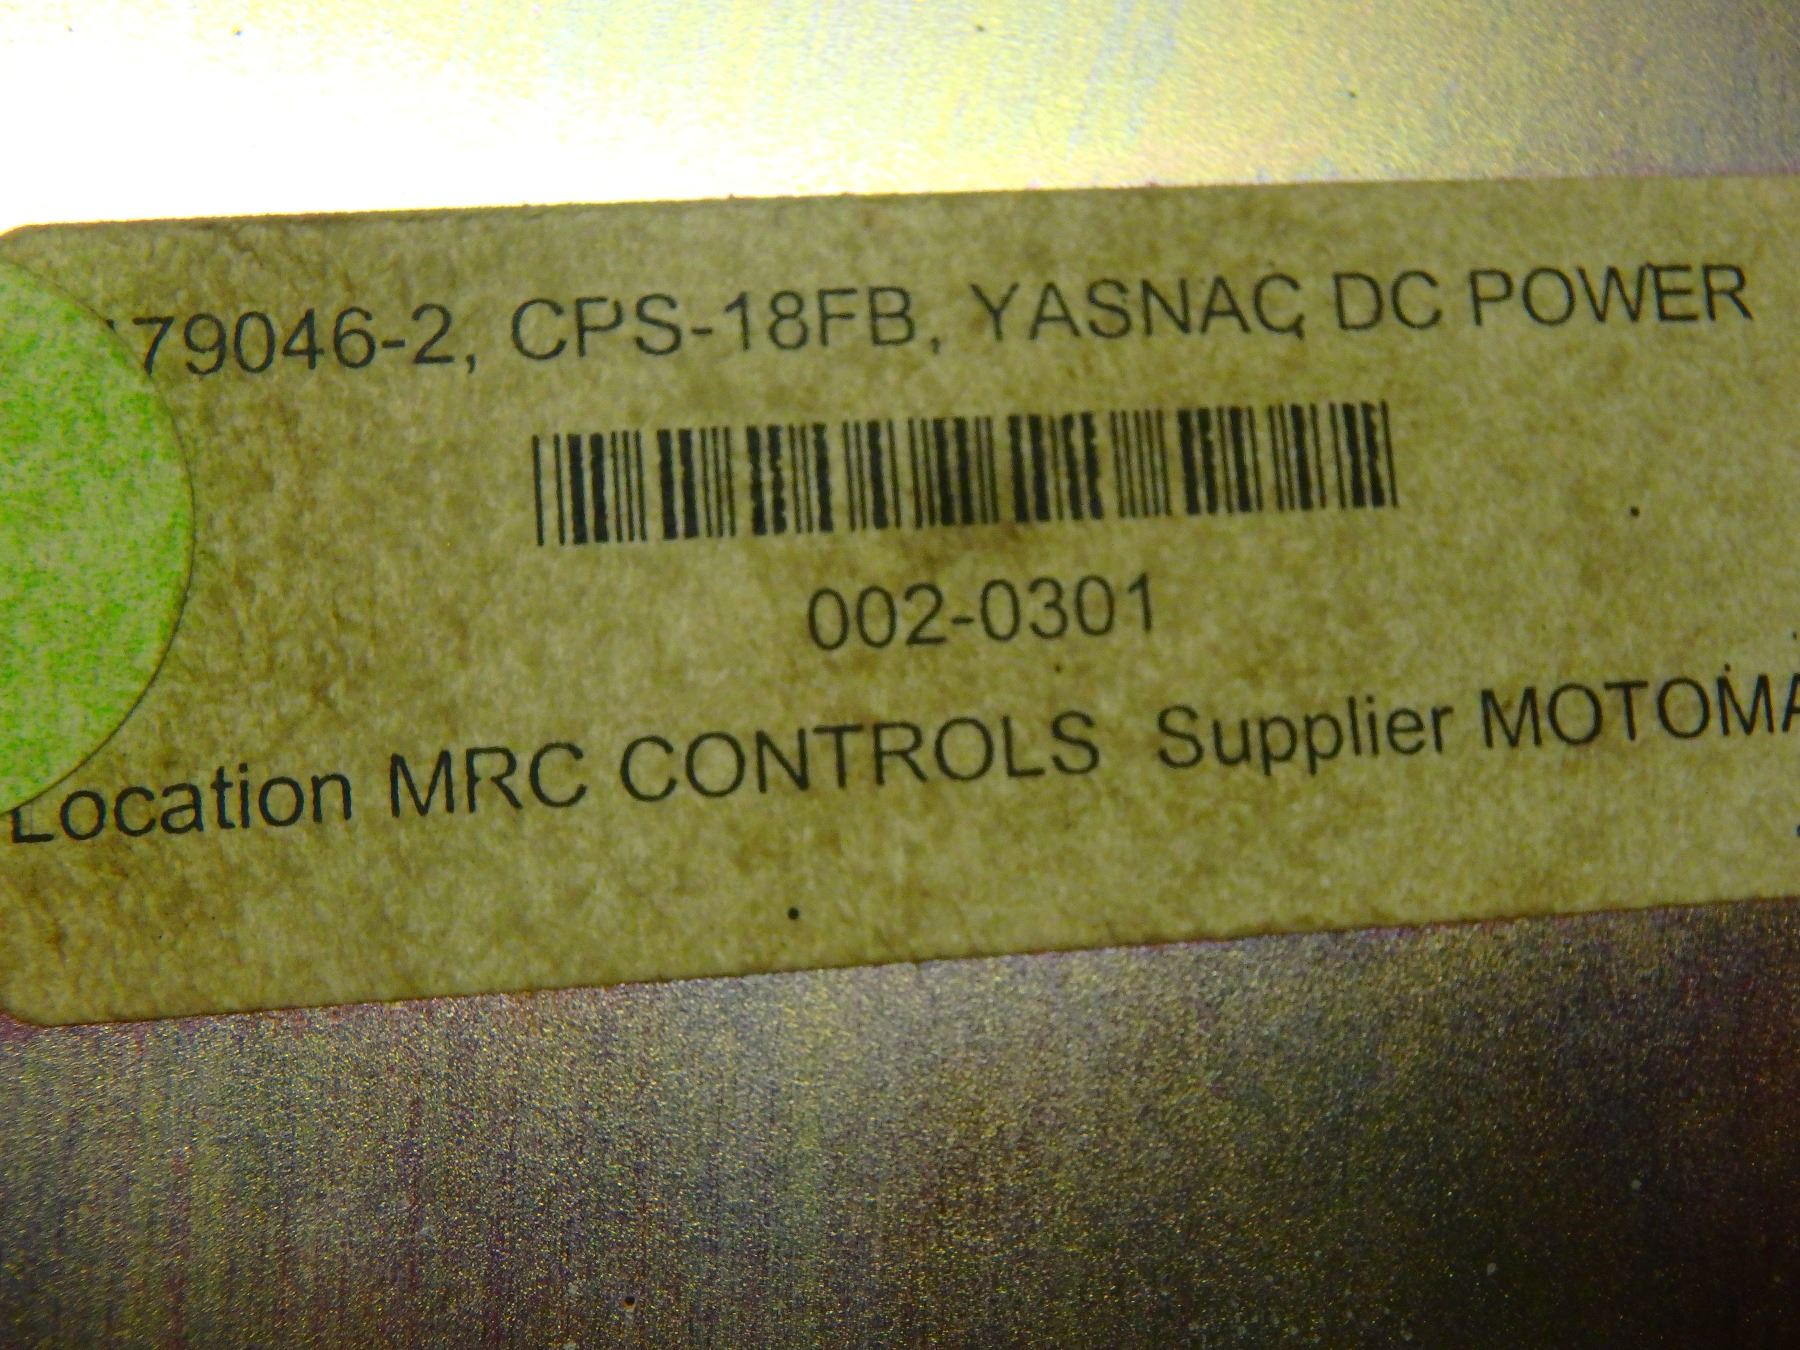 79046-2, CPS-18FB, YASNAC DC POWER
002-0301
Location MRC CONTROLS Supplier MOTOMA